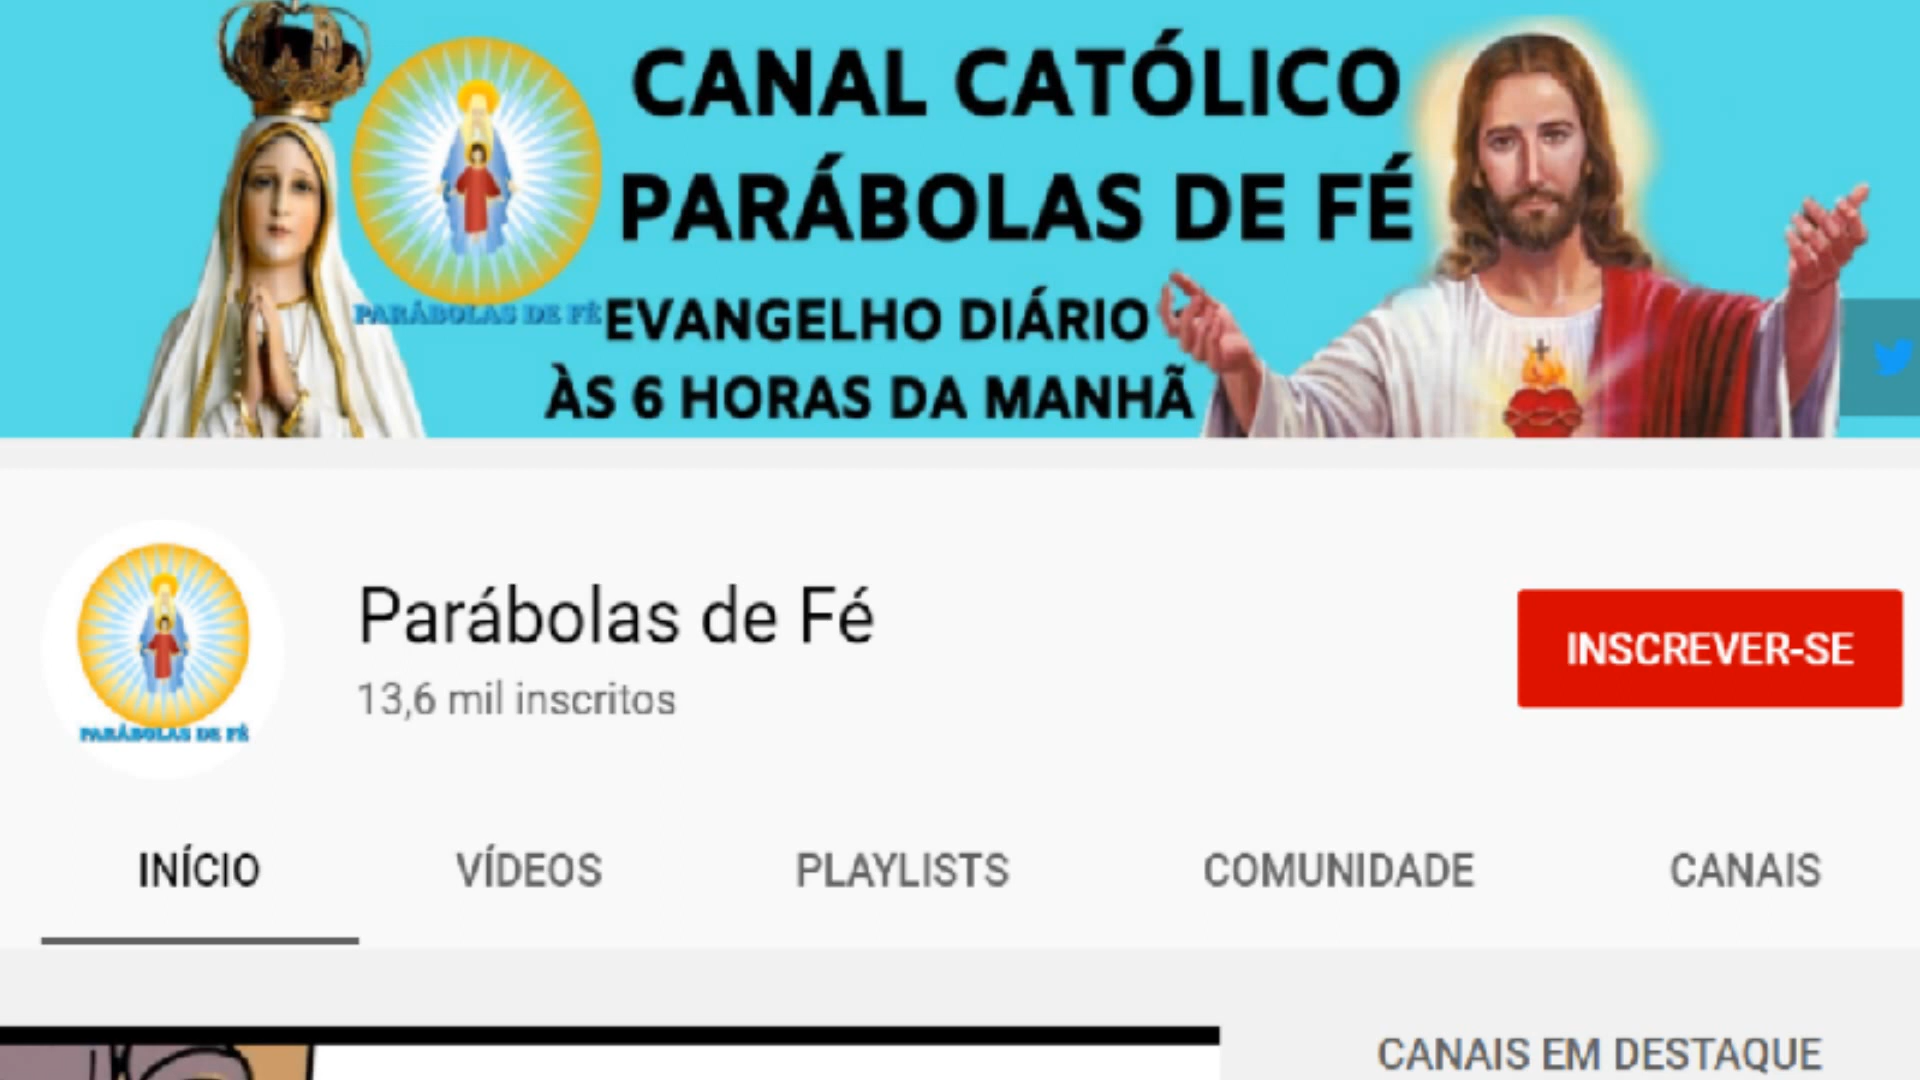 CANAL CATÓLICO
PARÁBOLAS DE FÉ
PARÁBOLAS DE FÉ
EVANGELHO DIÁRIO
ÀS 6 HORAS DA MANHÃ
Parábolas de Fé
13,6 mil inscritos
INSCREVER-SE
PARÁBOLAS DE FÉ
INÍCIO
VÍDEOS
PLAYLISTS
COMUNIDADE
CANAIS
CANAIS EM DESTAQUE